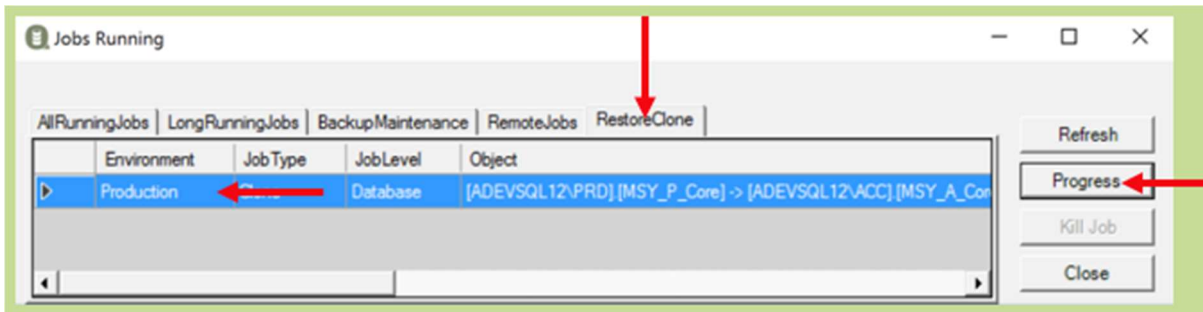 Jobs Running
AllRunningJobs LongRunningJobs BackupMaintenance RemoteJobs RestoreClone
Refresh
Environment JobType JobLevel Object
Progress
Production Clone Database [ADEVSQL12\PRD].[MSY_P_Core] -> [ADEVSQL12\ACC].[MSY_A_Cor
Kill Job
Close